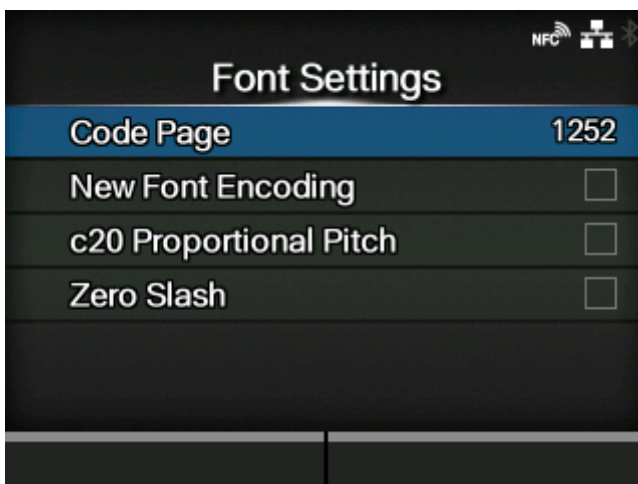 NFC
Font Settings
Code Page 1252
New Font Encoding
c20 Proportional Pitch
Zero Slash